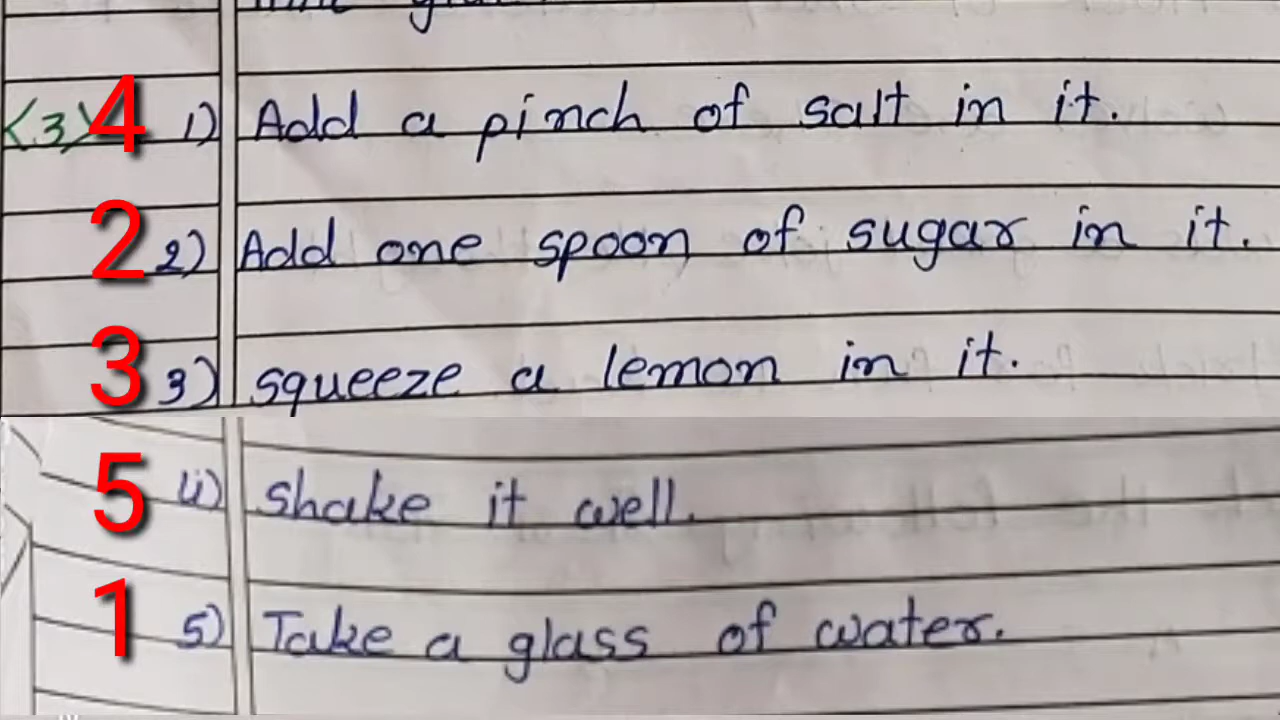 <3> 4 1) Add a pinch of salt in it.
2 2) Add one spoon of sugar in it.
3 3) squeeze a lemon in it.
5 4) Shake it well.
1 5) Take a glass of water.